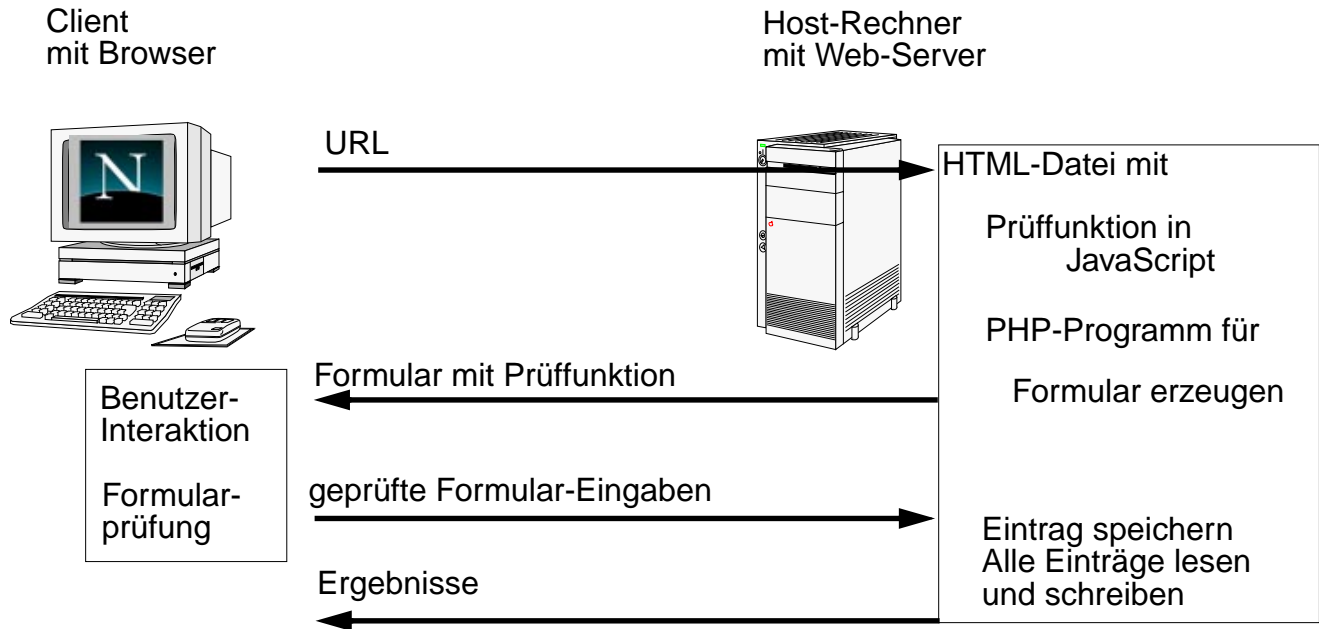 Client
mit Browser
Host-Rechner
mit Web-Server
N
URL
HTML-Datei mit
Prüffunktion in
JavaScript
PHP-Programm für
Formular mit Prüffunktion
Formular erzeugen
Benutzer-
Interaktion
Formular-
prüfung
geprüfte Formular-Eingaben
Eintrag speichern
Alle Einträge lesen
und schreiben
Ergebnisse